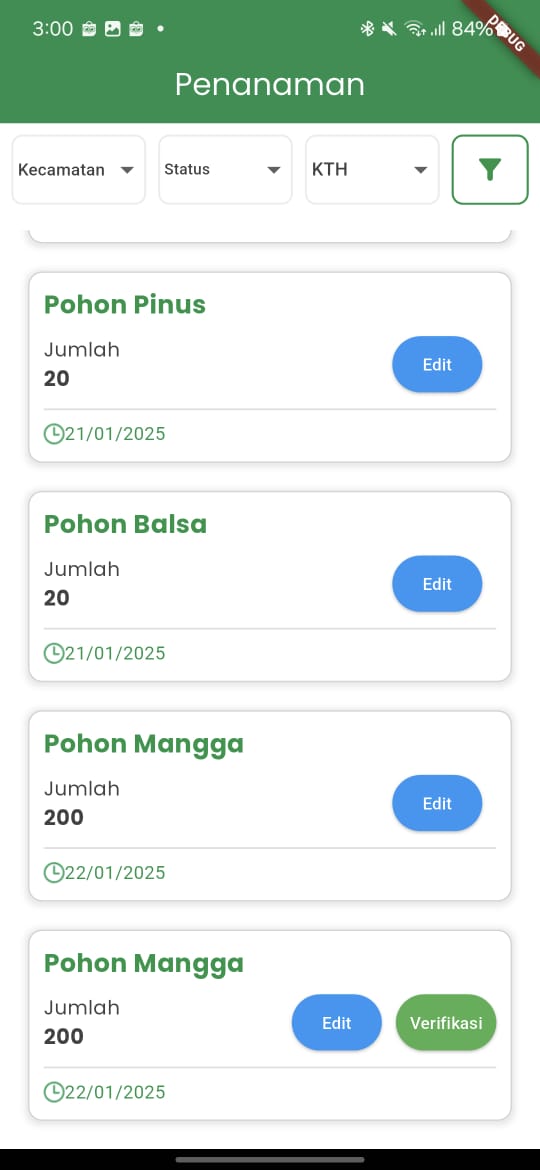 3:00
84%
DEBUG
Penanaman
Kecamatan
Status
KTH
Pohon Pinus
Jumlah
20
Edit
21/01/2025
Pohon Balsa
Jumlah
20
Edit
21/01/2025
Pohon Mangga
Jumlah
200
Edit
22/01/2025
Pohon Mangga
Jumlah
200
Edit
Verifikasi
22/01/2025